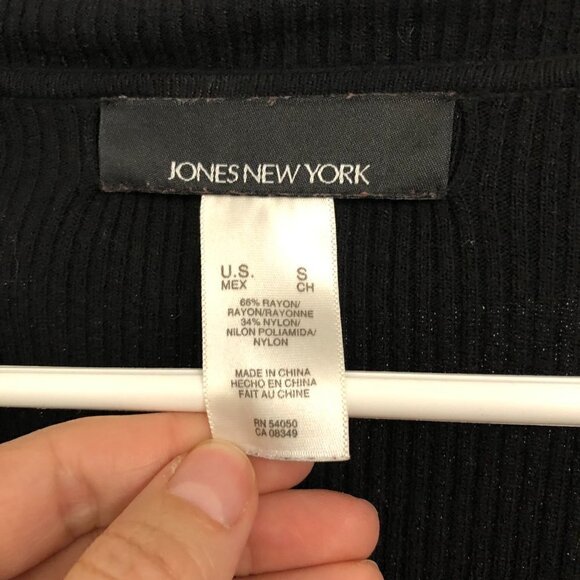 JONES NEW YORK
U.S. S
MEX CH
66% RAYON/
RAYON/RAYONNE
34% NYLON/
NILON POLIAMIDA/
NYLON
MADE IN CHINA
HECHO EN CHINA
FAIT AU CHINE
RN 54050
CA 08349